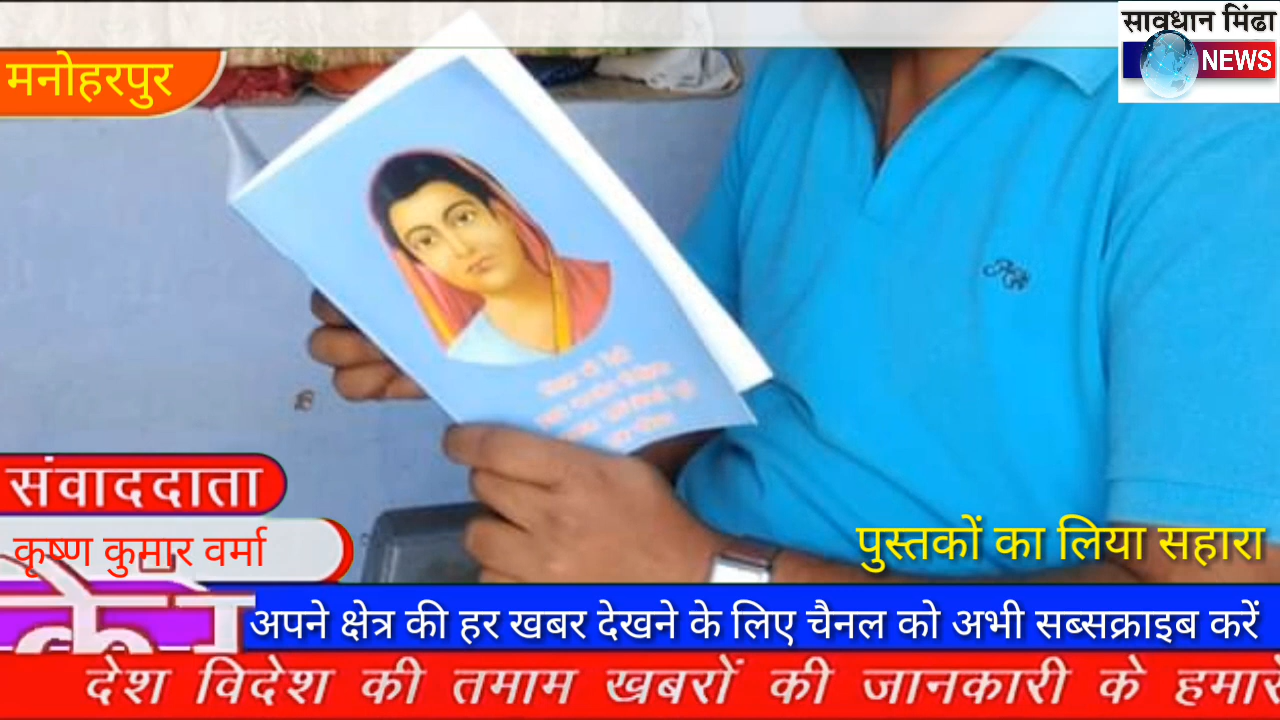 सावधान मिंढा
NEWS
मनोहरपुर
संवाददाता
कृष्ण कुमार वर्मा
पुस्तकों का लिया सहारा
अपने क्षेत्र की हर खबर देखने के लिए चैनल को अभी सब्सक्राइब करें
देश विदेश की तमाम खबरों की जानकारी के हमारे